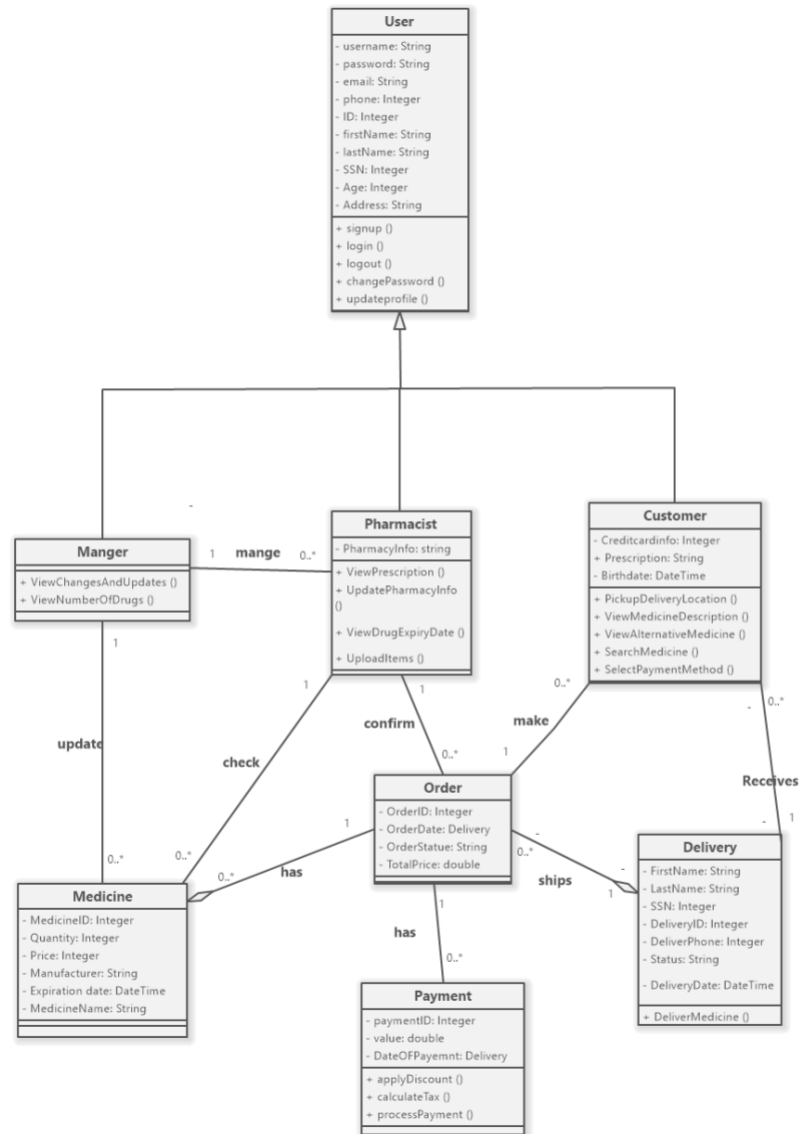 User
- username: String
- password: String
- email: String
- phone: Integer
- ID: Integer
- firstName: String
- lastName: String
- SSN: Integer
- Age: Integer
- Address: String
+ signup ()
+ login ()
+ logout ()
+ changePassword ()
+ updateprofile ()
-
Manger
+ ViewChangesAndUpdates ()
+ ViewNumberOfDrugs ()
1
mange
0..*
Pharmacist
- PharmacyInfo: string
+ ViewPrescription ()
+ UpdatePharmacyInfo
()
+ ViewDrugExpiryDate ()
+ UploadItems ()
Customer
- Creditcardinfo: Integer
+ Prescription: String
- Birthdate: DateTime
+ PickupDeliveryLocation ()
+ ViewMedicineDescription ()
+ ViewAlternativeMedicine ()
+ SearchMedicine ()
+ SelectPaymentMethod ()
1
update
0..*
1
check
0..*
1
confirm
0..*
0..*
make
1
-
0..*
Receives
-
1
Order
- OrderID: Integer
- OrderDate: Delivery
- OrderStatue: String
- TotalPrice: double
1
has
0..*
-
0..*
ships
-
1
Delivery
- FirstName: String
- LastName: String
- SSN: Integer
- DeliveryID: Integer
- DeliverPhone: Integer
- Status: String
- DeliveryDate: DateTime
+ DeliverMedicine ()
Medicine
- MedicineID: Integer
- Quantity: Integer
- Price: Integer
- Manufacturer: String
- Expiration date: DateTime
- MedicineName: String
1
has
0..*
Payment
- paymentID: Integer
- value: double
- DateOFPayemnt: Delivery
+ applyDiscount ()
+ calculateTax ()
+ processPayment ()